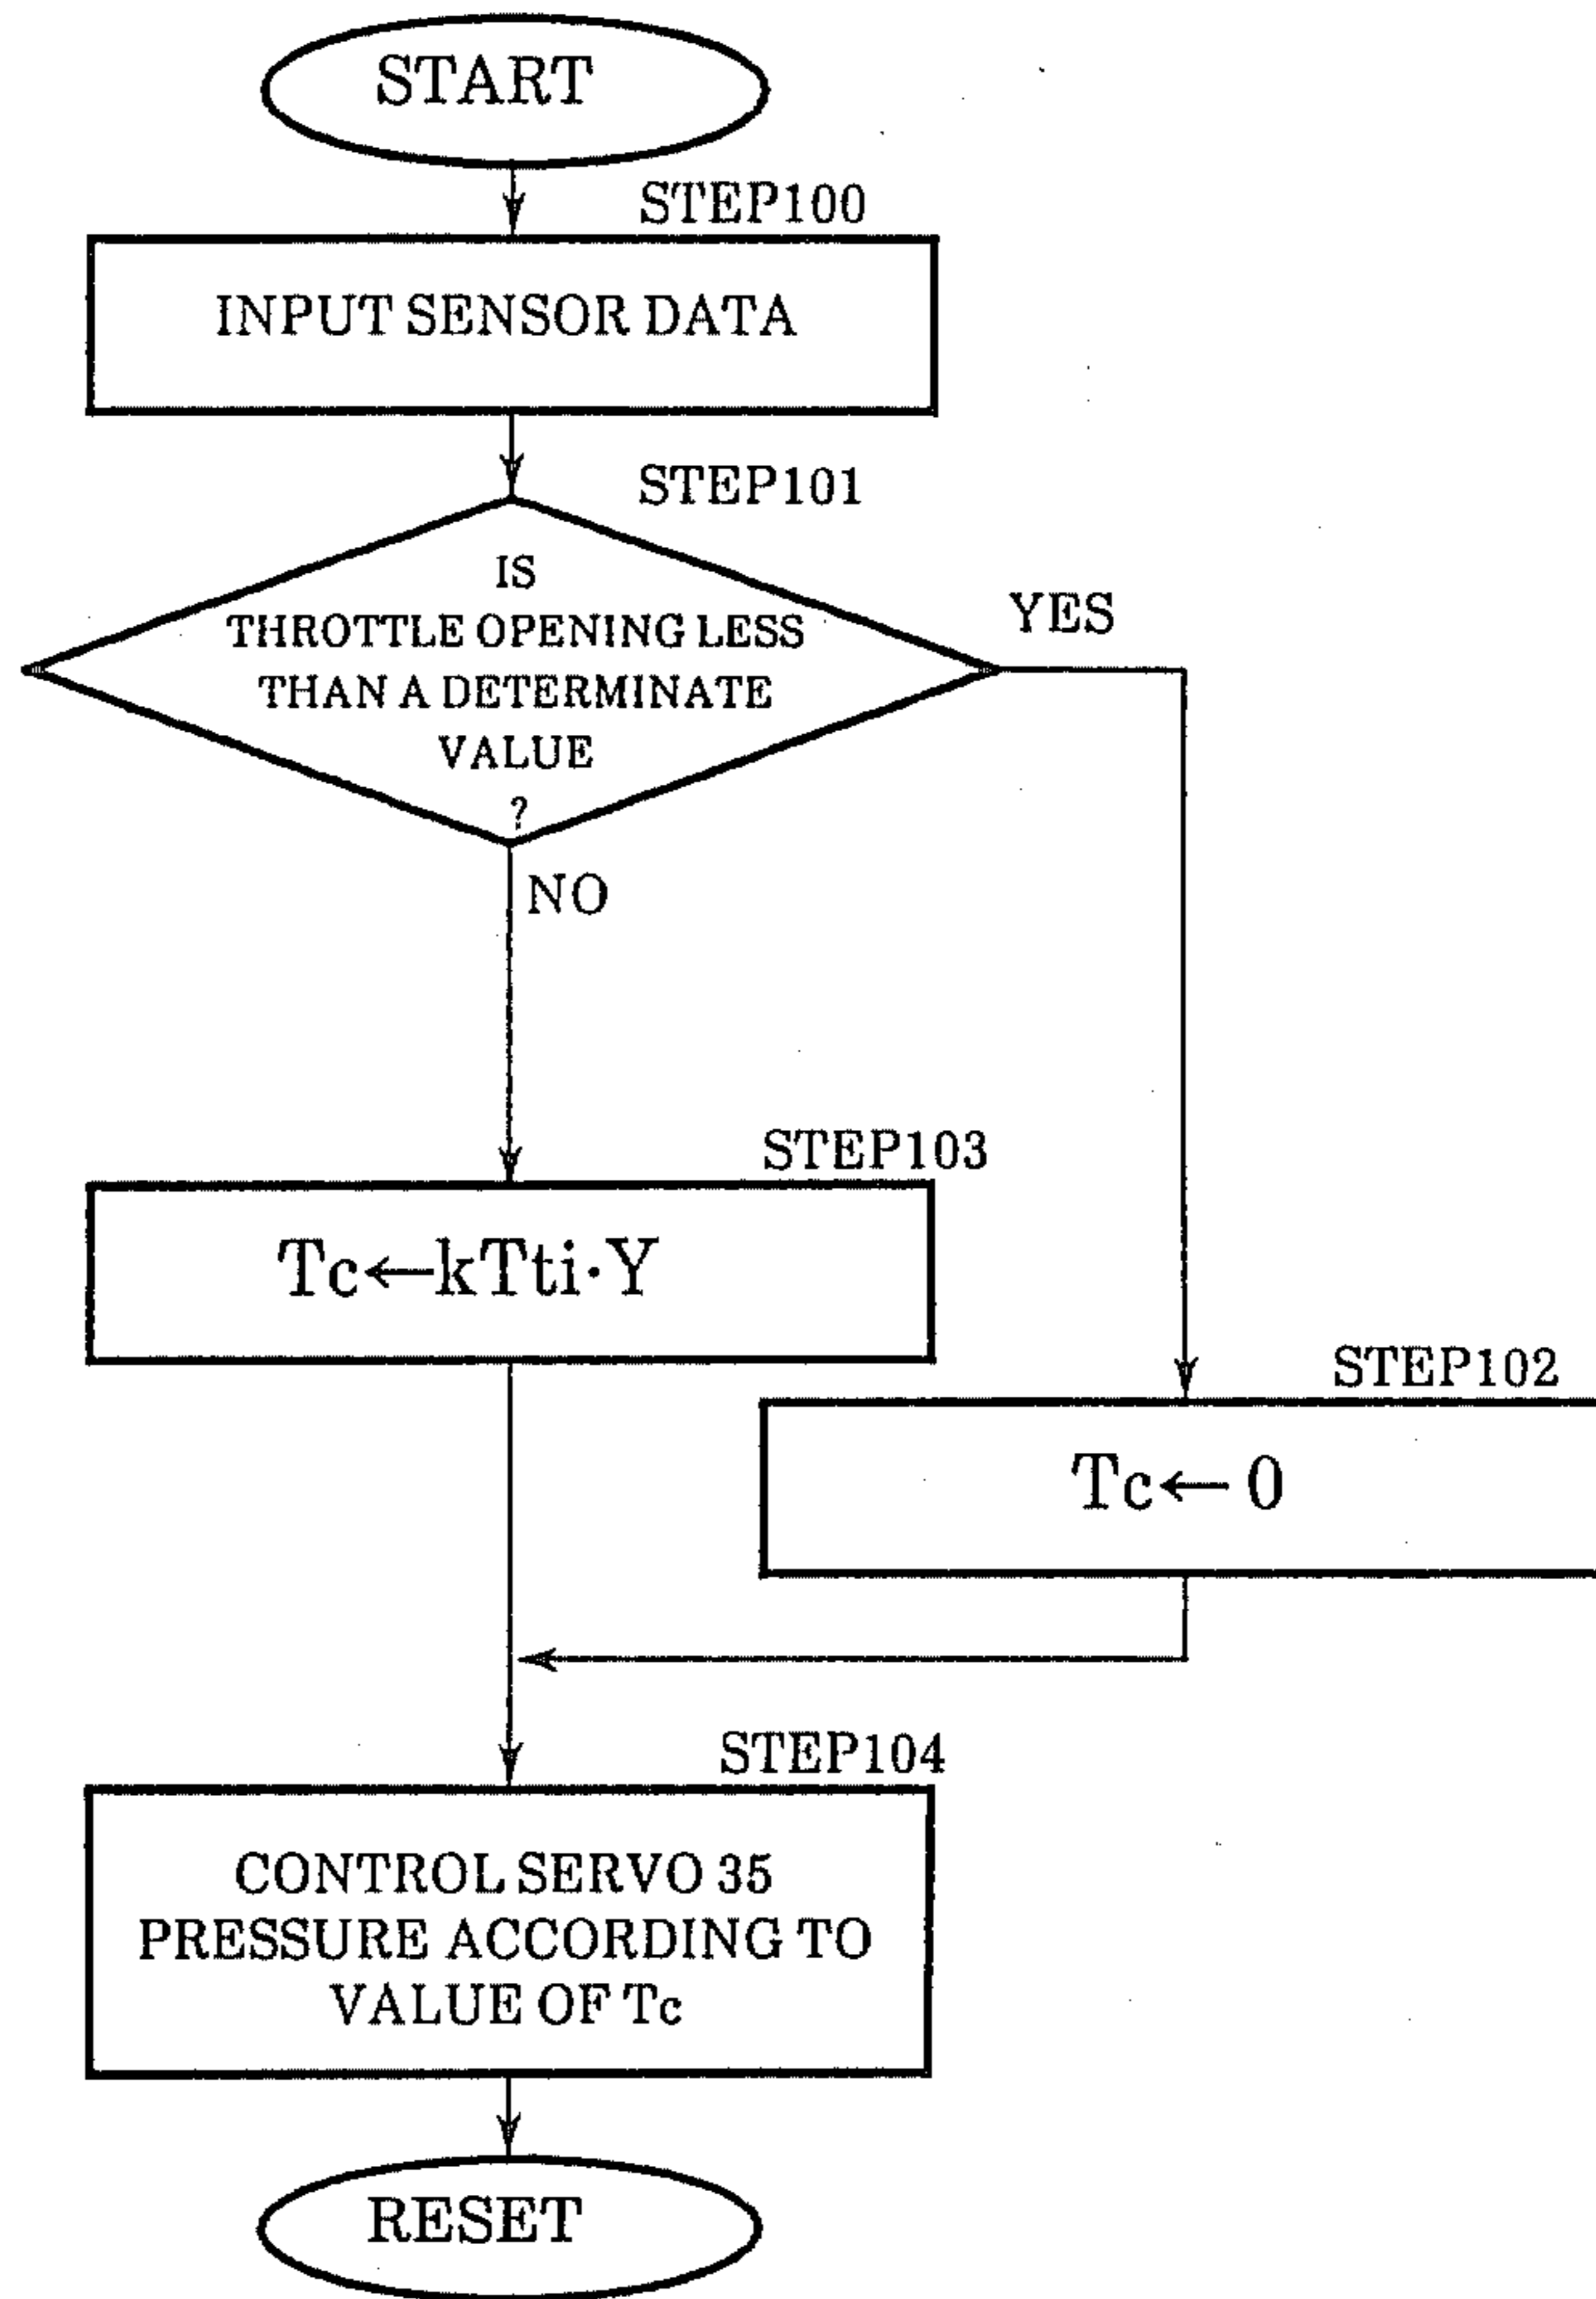 START
STEP100
INPUT SENSOR DATA
STEP101
IS
THROTTLE OPENING LESS
THAN A DETERMINATE
VALUE
?
YES
NO
STEP103
Tc←kTti·Y
STEP102
Tc← 0
STEP104
CONTROL SERVO 35
PRESSURE ACCORDING TO
VALUE OF Tc
RESET